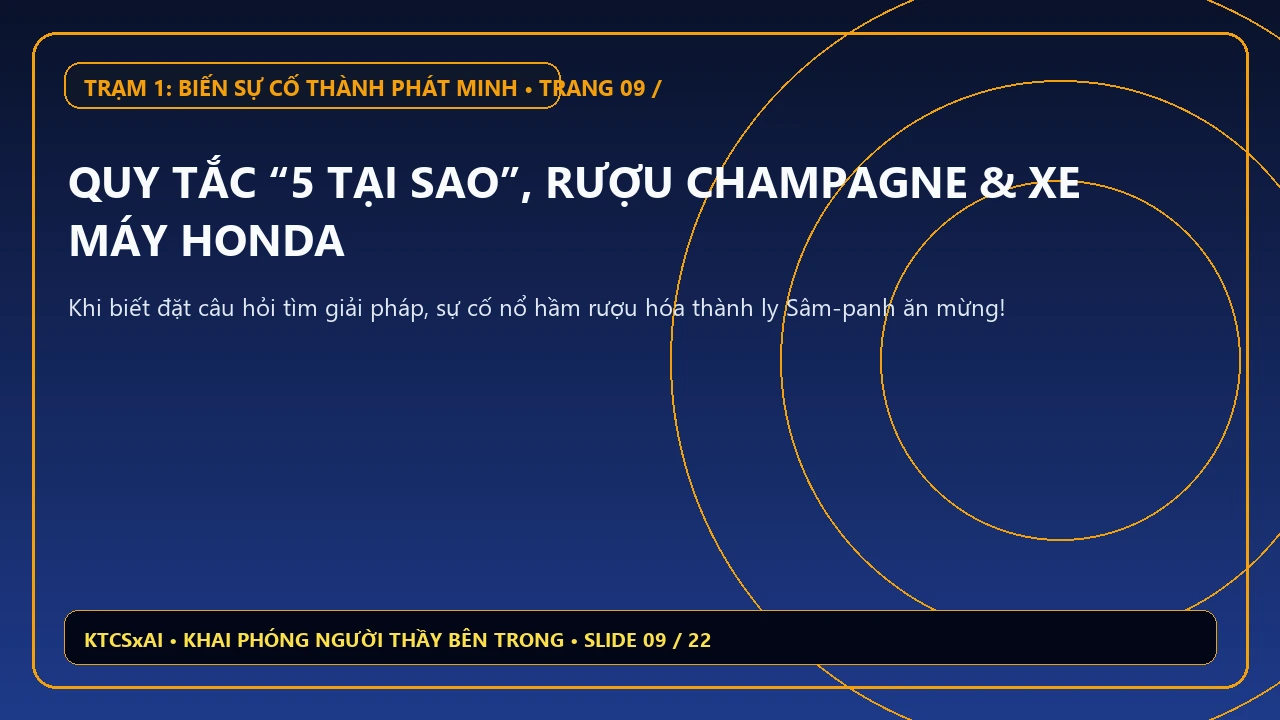 TRẠM 1: BIẾN SỰ CỐ THÀNH PHÁT MINH • TRANG 09 /
QUY TẮC “5 TẠI SAO”, RƯỢU CHAMPAGNE & XE
MÁY HONDA
Khi biết đặt câu hỏi tìm giải pháp, sự cố nổ hầm rượu hóa thành ly Sâm-panh ăn mừng!
KTCSxAI • KHAI PHÓNG NGƯỜI THẦY BÊN TRONG • SLIDE 09 / 22